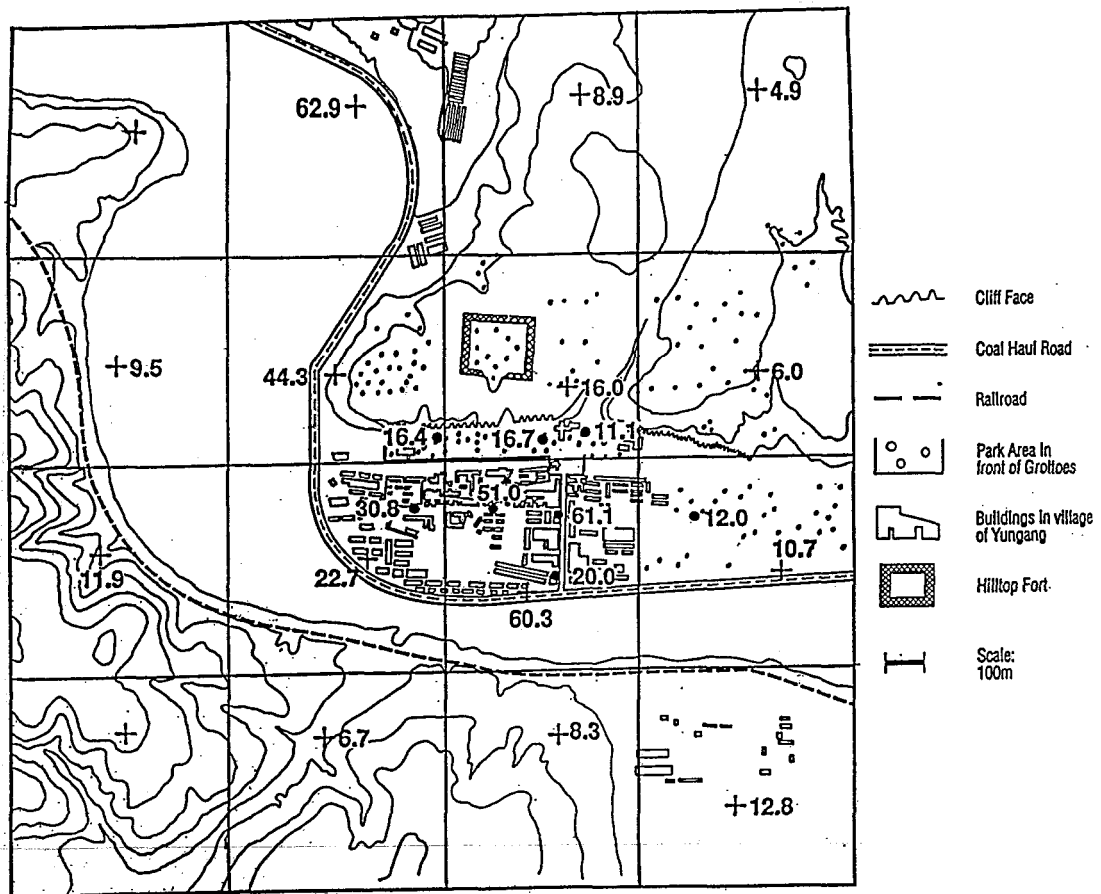 62.9
8.9
4.9
9.5
44.3
16.0
6.0
16.4
16.7
11.1
30.8
51.0
61.1
12.0
11.9
22.7
20.0
10.7
60.3
6.7
8.3
12.8
Cliff Face
Coal Haul Road
Railroad
Park Area In
front of Grottoes
Buildings in village
of Yungang
Hilltop Fort
Scale:
100m